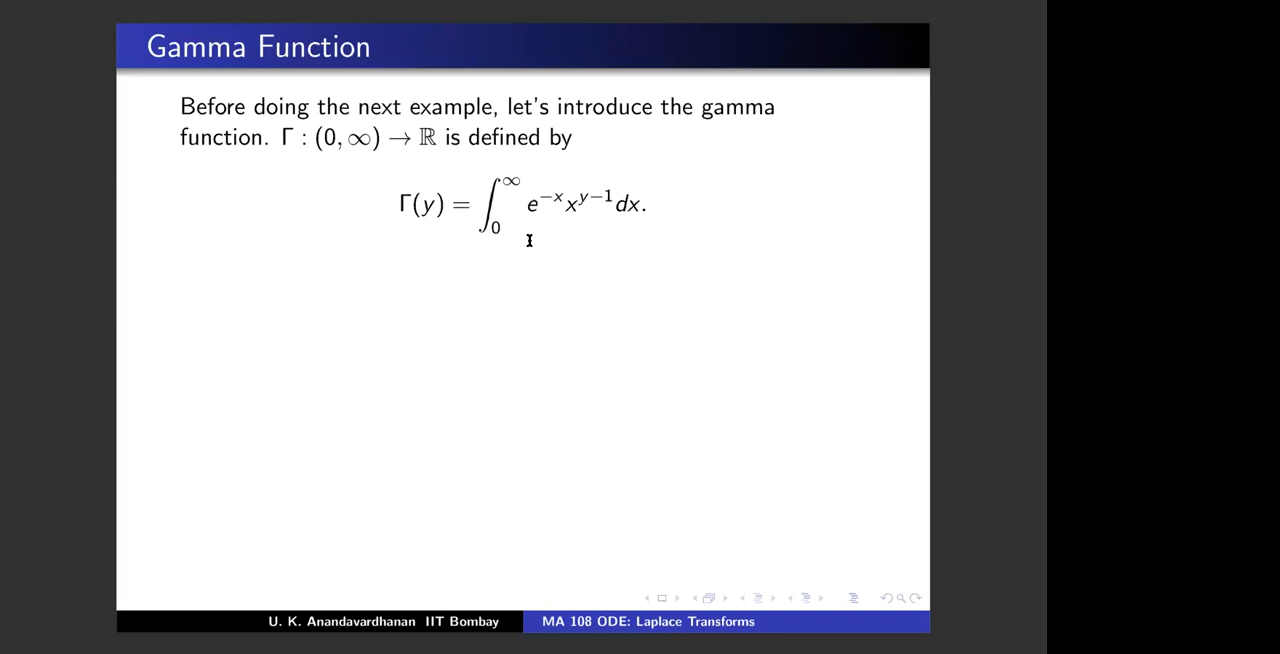 Gamma Function
Before doing the next example, let's introduce the gamma
function. Γ : (0, ∞) → ℝ is defined by
Γ(y) = ∫₀^∞ e^{−x} x^{y−1} dx.
U. K. Anandavardhanan IIT Bombay
MA 108 ODE: Laplace Transforms